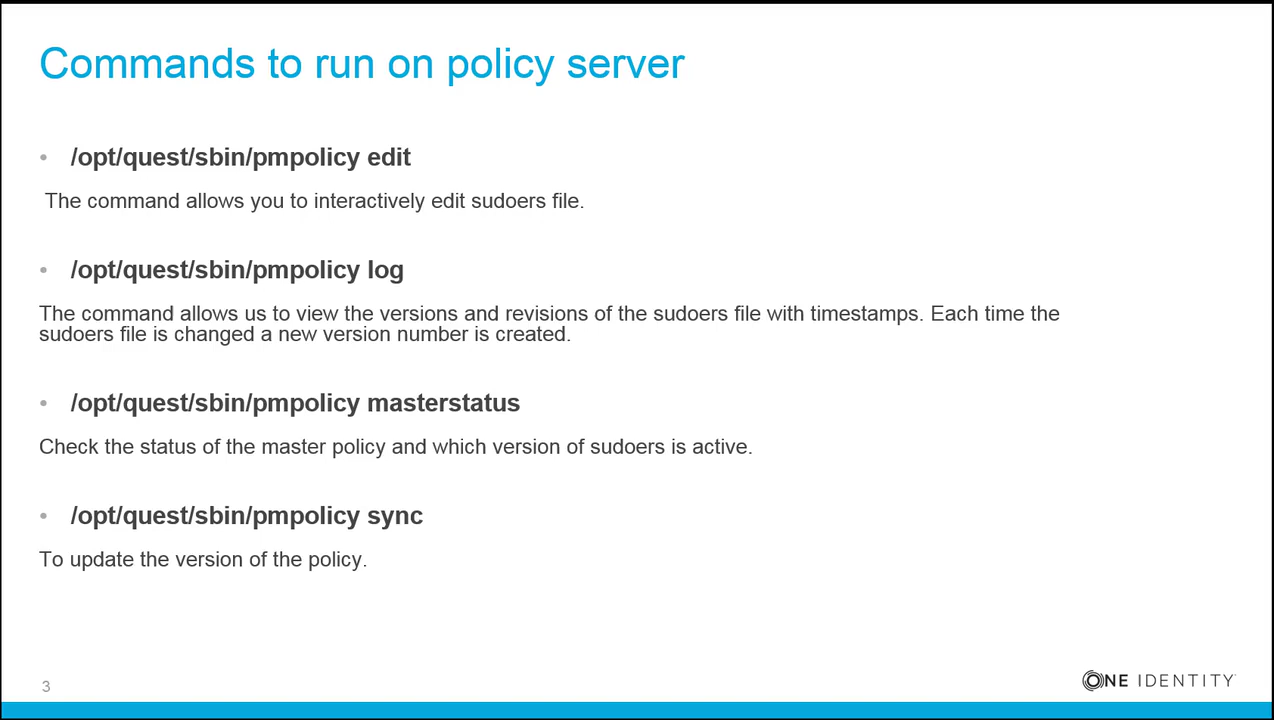 Commands to run on policy server
• /opt/quest/sbin/pmpolicy edit
The command allows you to interactively edit sudoers file.
• /opt/quest/sbin/pmpolicy log
The command allows us to view the versions and revisions of the sudoers file with timestamps. Each time the
sudoers file is changed a new version number is created.
• /opt/quest/sbin/pmpolicy masterstatus
Check the status of the master policy and which version of sudoers is active.
• /opt/quest/sbin/pmpolicy sync
To update the version of the policy.
3
ONE IDENTITY